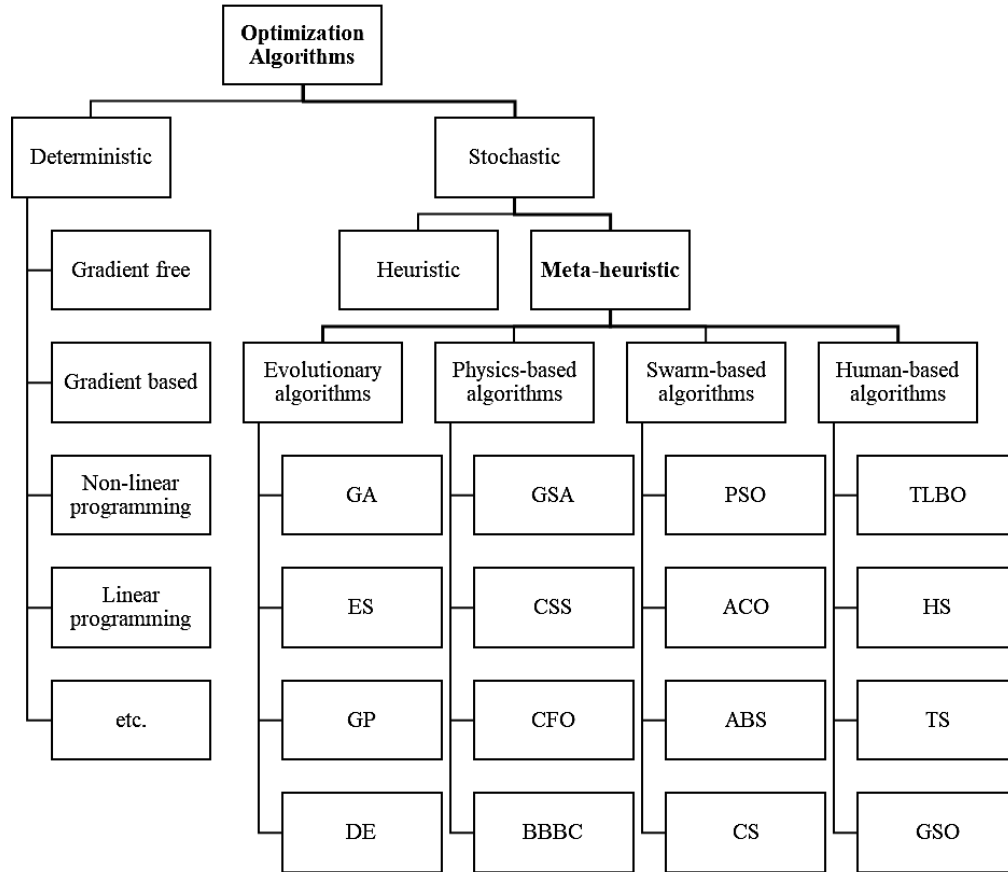 Optimization
Algorithms
Deterministic
Stochastic
Gradient free
Heuristic
Meta-heuristic
Gradient based
Evolutionary
algorithms
Physics-based
algorithms
Swarm-based
algorithms
Human-based
algorithms
Non-linear
programming
GA
GSA
PSO
TLBO
Linear
programming
ES
CSS
ACO
HS
etc.
GP
CFO
ABS
TS
DE
BBBC
CS
GSO